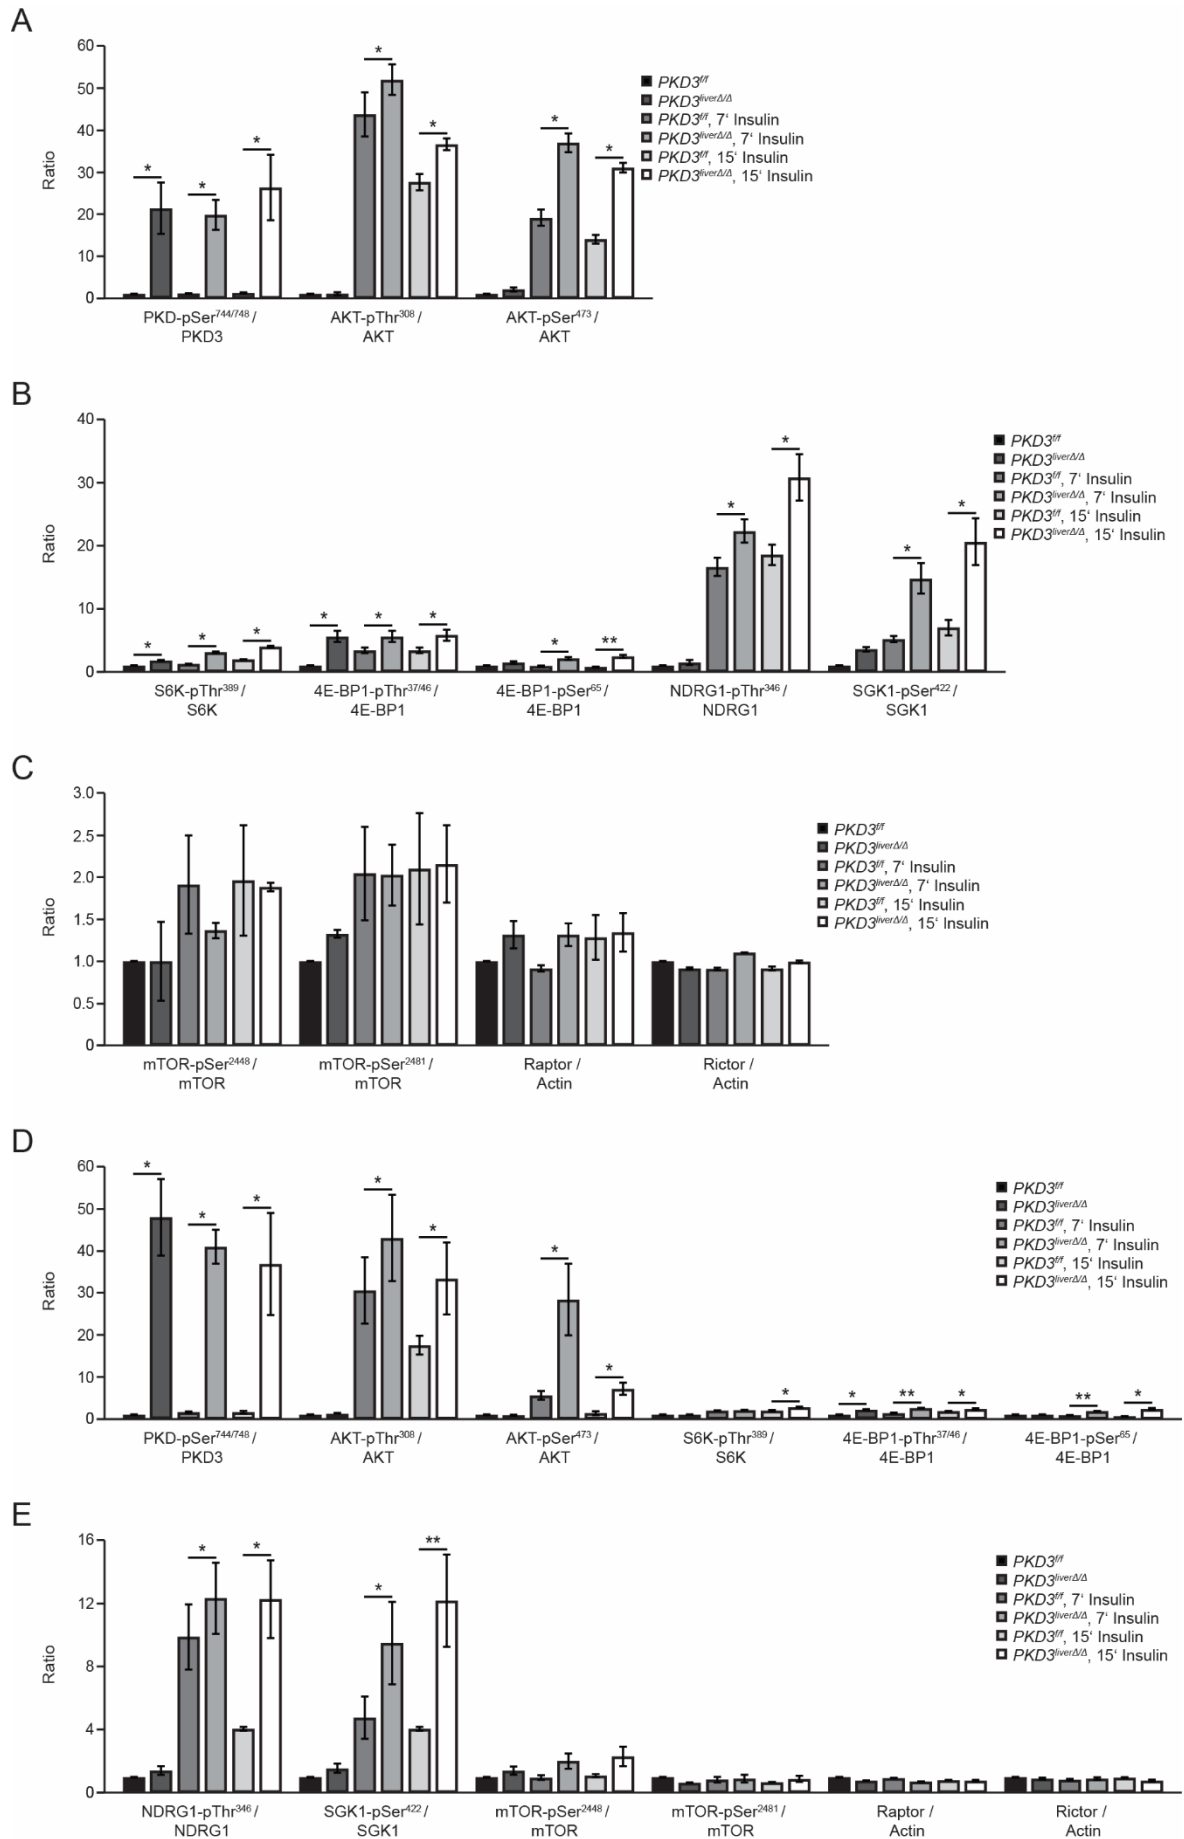 A
60
50
40
30
20
10
0
Ratio
* * * * * * *
PKD3f/f
PKD3liverΔ/Δ
PKD3f/f, 7‘ Insulin
PKD3liverΔ/Δ, 7‘ Insulin
PKD3f/f, 15‘ Insulin
PKD3liverΔ/Δ, 15‘ Insulin
PKD-pSer744/748 / AKT-pThr308 / AKT-pSer473 /
PKD3 AKT AKT
B
40
30
20
10
0
Ratio
* * * * * * * ** * * * *
PKD3f/f
PKD3liverΔ/Δ
PKD3f/f, 7‘ Insulin
PKD3liverΔ/Δ, 7‘ Insulin
PKD3f/f, 15‘ Insulin
PKD3liverΔ/Δ, 15‘ Insulin
S6K-pThr389 / 4E-BP1-pThr37/46 / 4E-BP1-pSer65 / NDRG1-pThr346 / SGK1-pSer422 /
S6K 4E-BP1 4E-BP1 NDRG1 SGK1
C
3.0
2.5
2.0
1.5
1.0
0.5
0
Ratio
PKD3f/f
PKD3liverΔ/Δ
PKD3f/f, 7‘ Insulin
PKD3liverΔ/Δ, 7‘ Insulin
PKD3f/f, 15‘ Insulin
PKD3liverΔ/Δ, 15‘ Insulin
mTOR-pSer2448 / mTOR-pSer2481 / Raptor / Rictor /
mTOR mTOR Actin Actin
D
60
50
40
30
20
10
0
Ratio
* * * * * * * * * ** * ** *
PKD3f/f
PKD3liverΔ/Δ
PKD3f/f, 7‘ Insulin
PKD3liverΔ/Δ, 7‘ Insulin
PKD3f/f, 15‘ Insulin
PKD3liverΔ/Δ, 15‘ Insulin
PKD-pSer744/748 / AKT-pThr308 / AKT-pSer473 / S6K-pThr389 / 4E-BP1-pThr37/46 / 4E-BP1-pSer65 /
PKD3 AKT AKT S6K 4E-BP1 4E-BP1
E
16
12
8
4
0
Ratio
* * * **
PKD3f/f
PKD3liverΔ/Δ
PKD3f/f, 7‘ Insulin
PKD3liverΔ/Δ, 7‘ Insulin
PKD3f/f, 15‘ Insulin
PKD3liverΔ/Δ, 15‘ Insulin
NDRG1-pThr346 / SGK1-pSer422 / mTOR-pSer2448 / mTOR-pSer2481 / Raptor / Rictor /
NDRG1 SGK1 mTOR mTOR Actin Actin